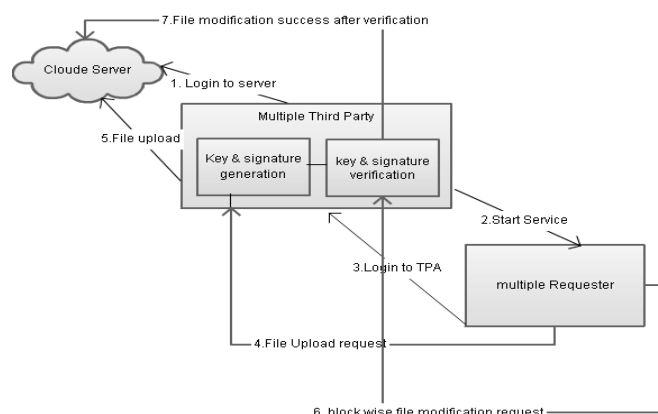 7.File modification success after verification
Cloude Server
1. Login to server
Multiple Third Party
5.File upload
Key & signature
generation
key & signature
verification
2.Start Service
3.Login to TPA
multiple Requester
4.File Upload request
6. block wise file modification request